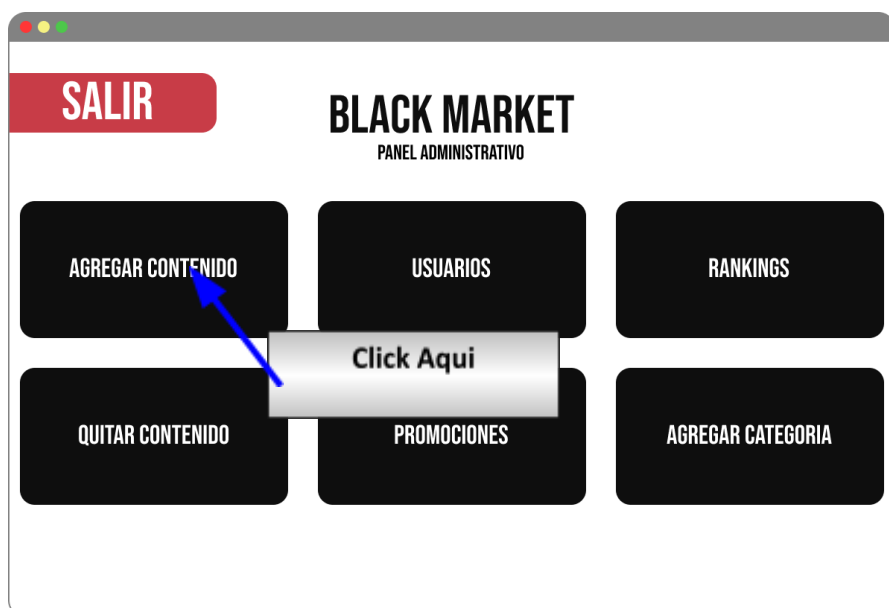 SALIR
BLACK MARKET
PANEL ADMINISTRATIVO
AGREGAR CONTENIDO
USUARIOS
RANKINGS
Click Aqui
QUITAR CONTENIDO
PROMOCIONES
AGREGAR CATEGORIA